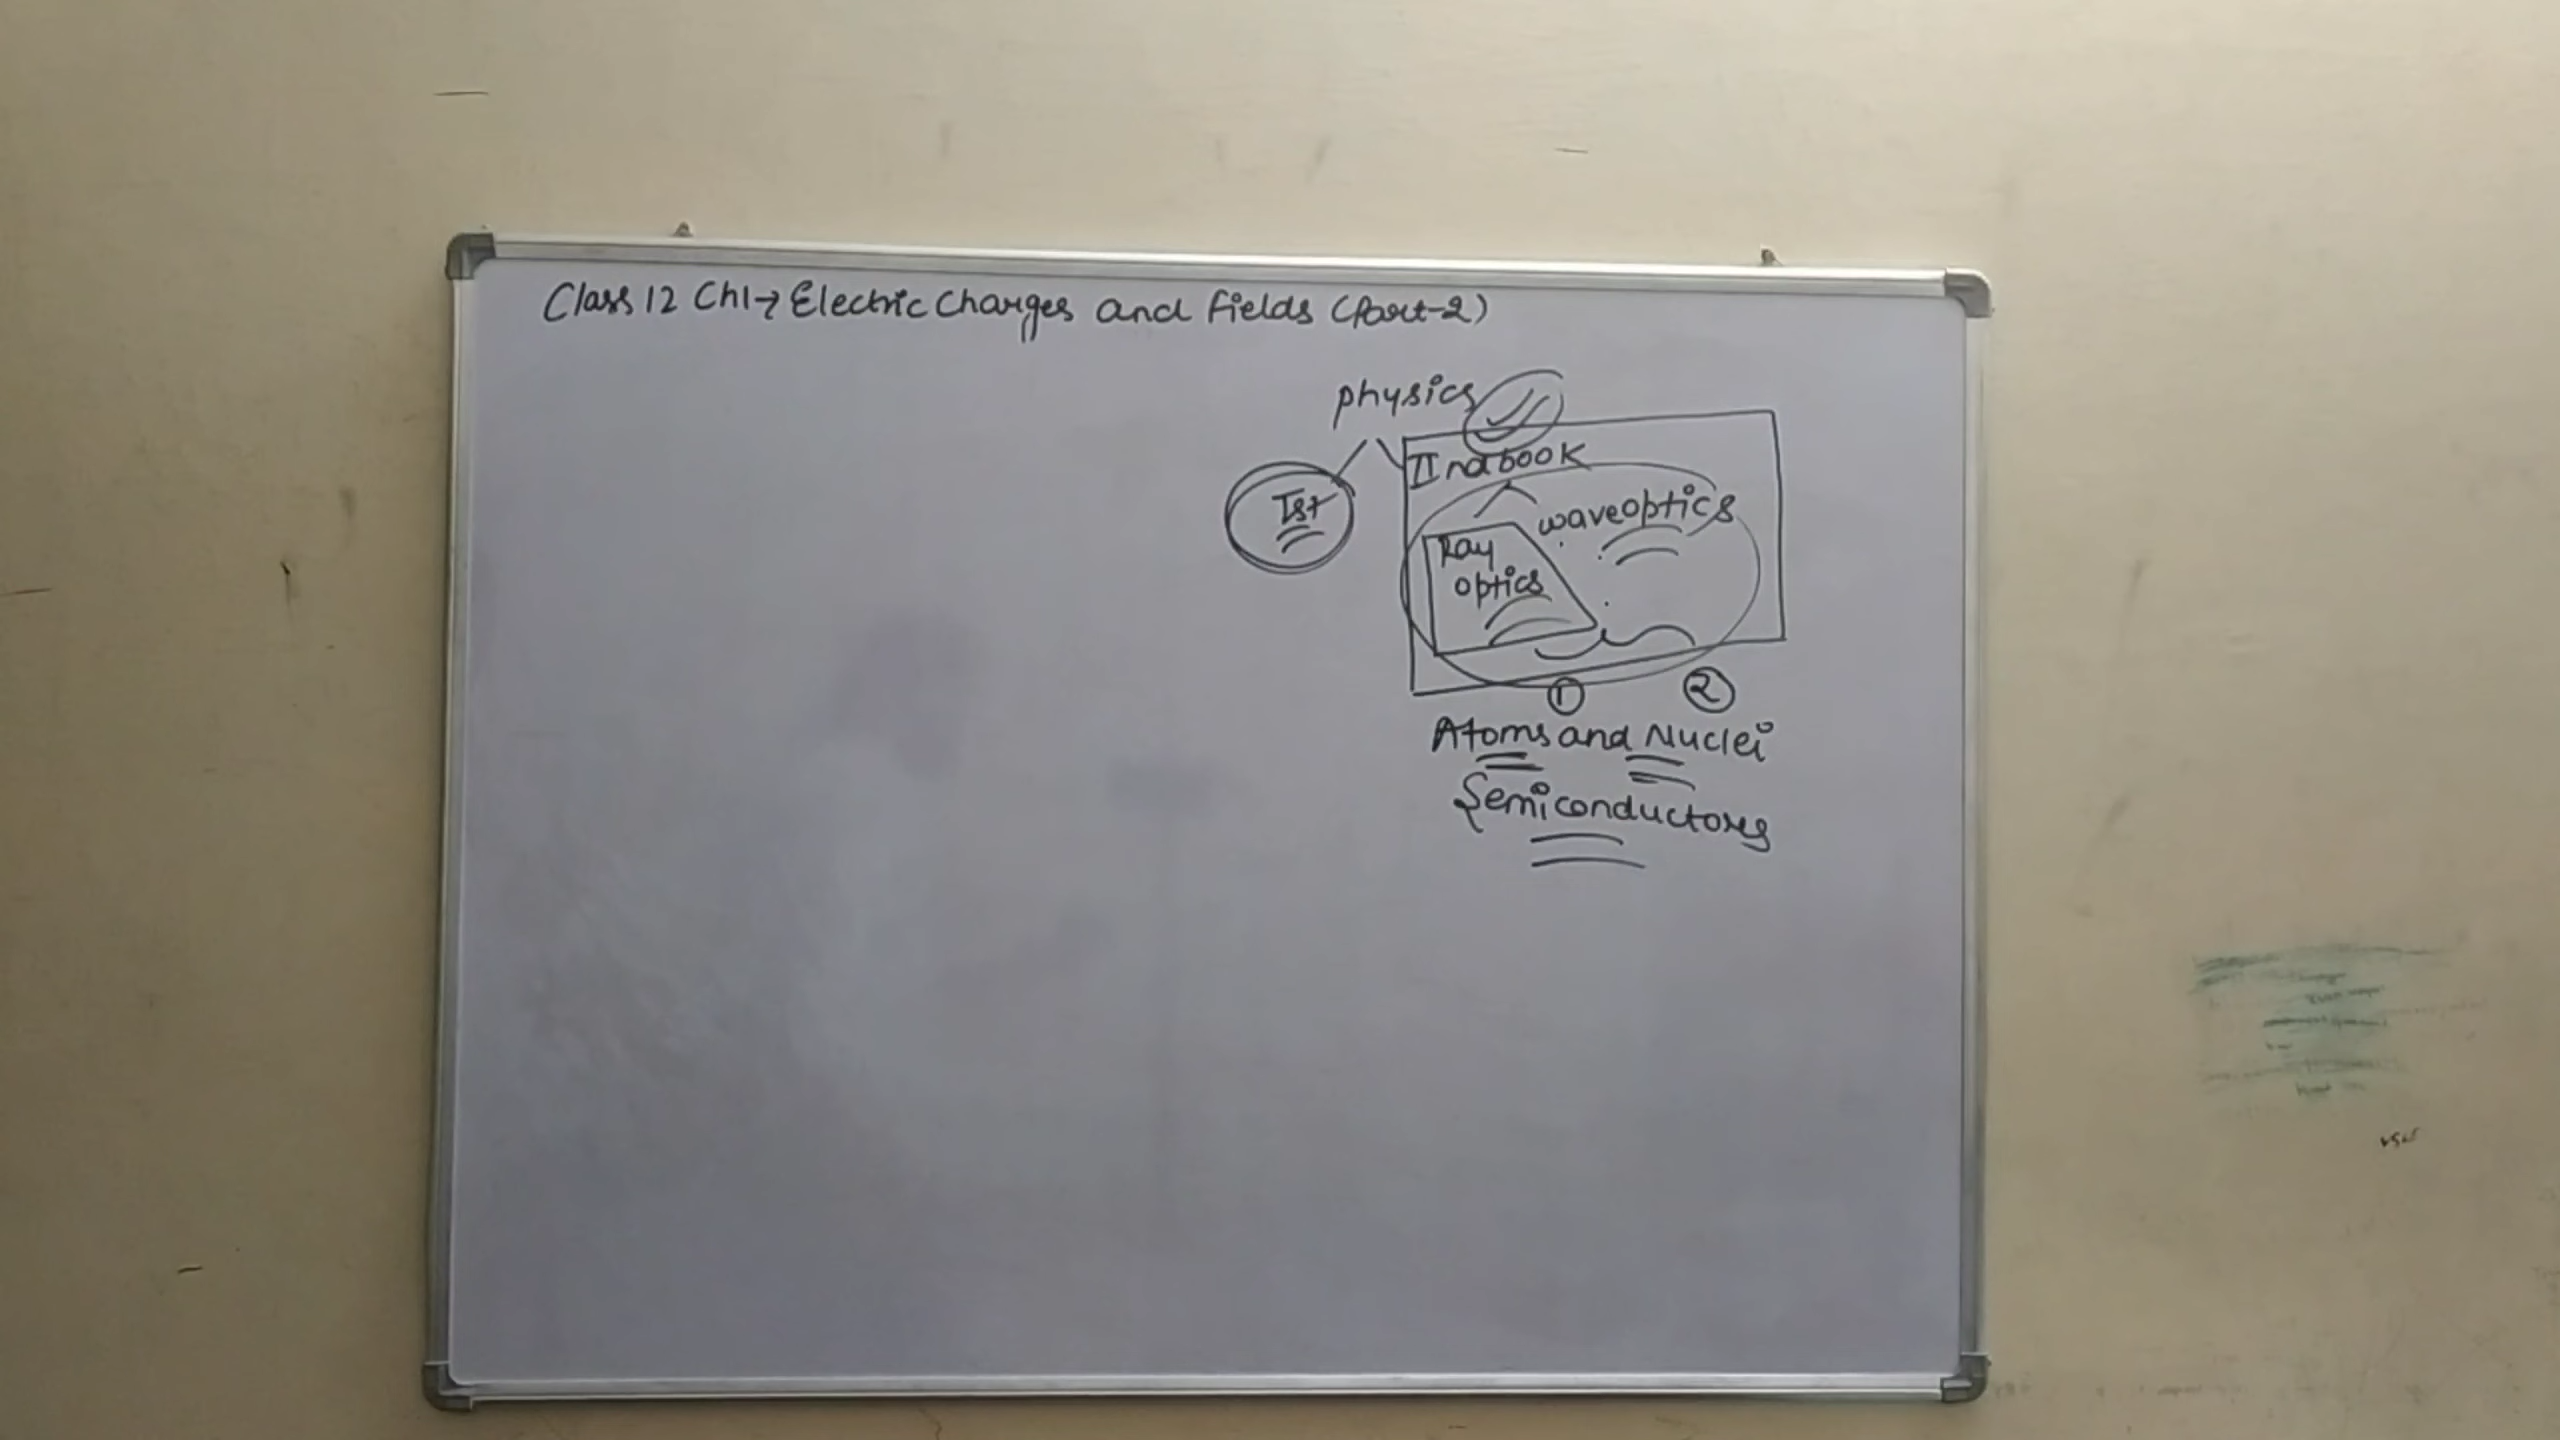 Class 12 Ch1→ Electric Charges and Fields (Part-2)
physics
Ist
IInd book
Ray optics
waveoptics
① ②
Atoms and Nuclei
Semiconductors